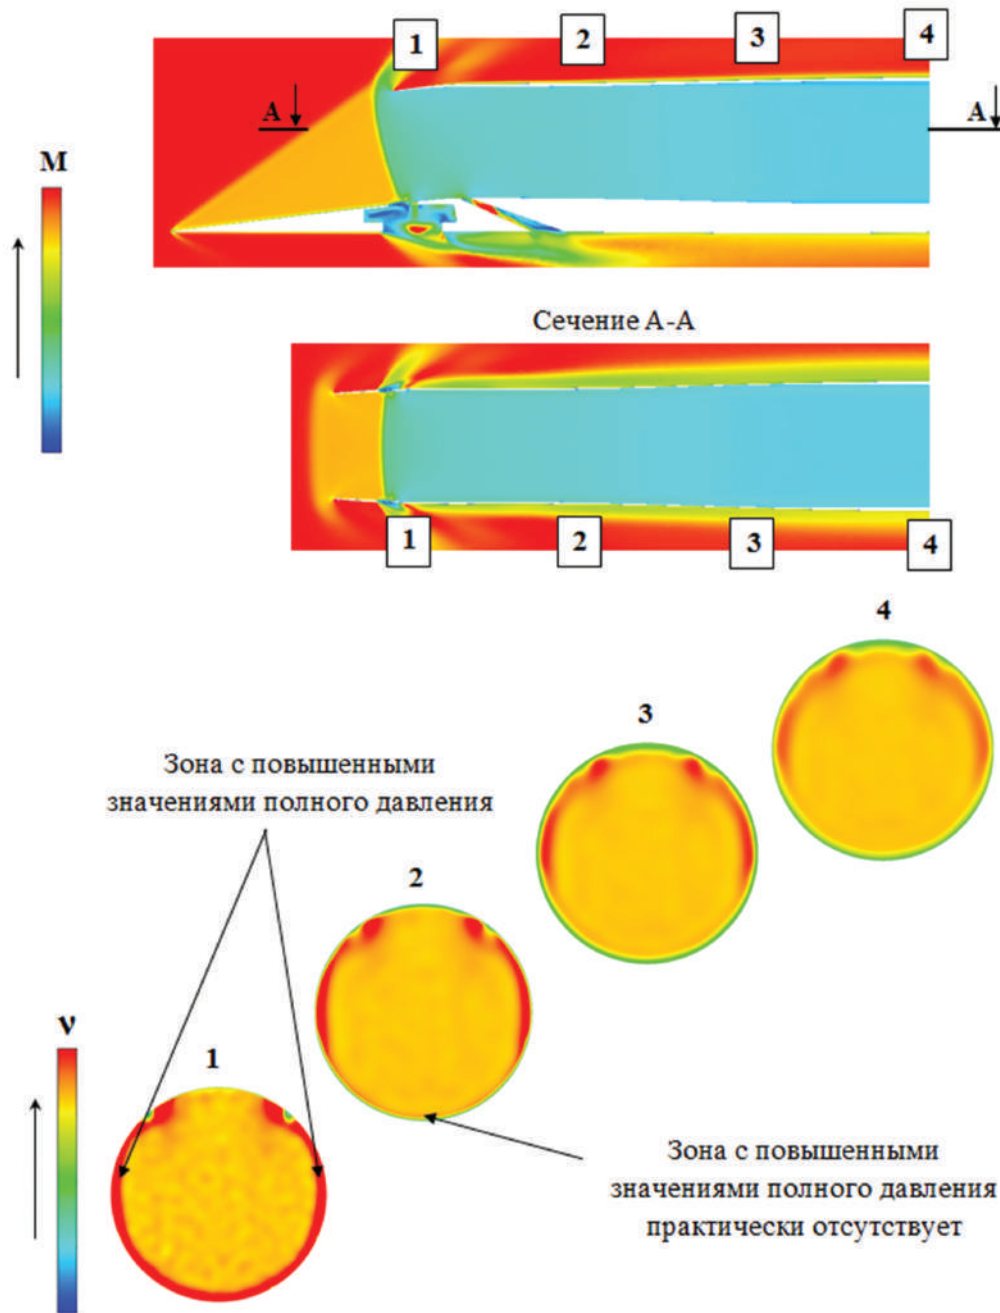 1
2
3
4
A
A
M
Сечение А-А
1
2
3
4
4
3
Зона с повышенными
значениями полного давления
2
ν
1
Зона с повышенными
значениями полного давления
практически отсутствует